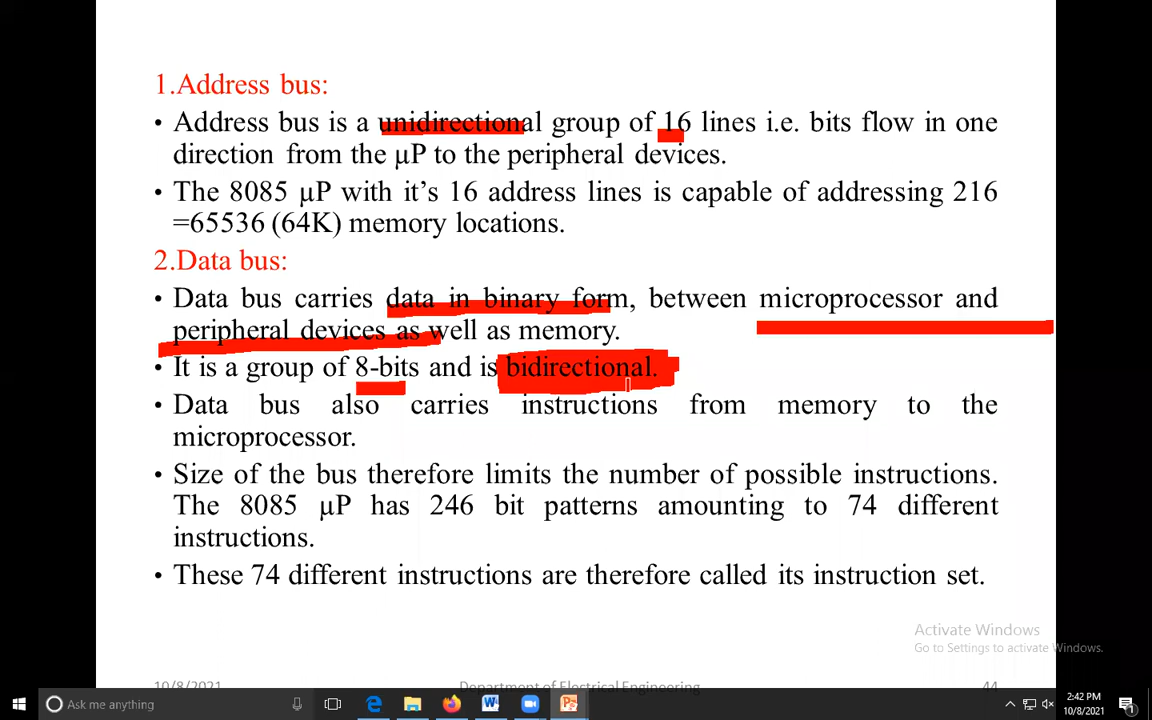 1.Address bus:
• Address bus is a unidirectional group of 16 lines i.e. bits flow in one
direction from the µP to the peripheral devices.
• The 8085 µP with it’s 16 address lines is capable of addressing 216
=65536 (64K) memory locations.
2.Data bus:
• Data bus carries data in binary form, between microprocessor and
peripheral devices as well as memory.
• It is a group of 8-bits and is bidirectional.
• Data bus also carries instructions from memory to the
microprocessor.
• Size of the bus therefore limits the number of possible instructions.
The 8085 µP has 246 bit patterns amounting to 74 different
instructions.
• These 74 different instructions are therefore called its instruction set.
Activate Windows
Go to Settings to activate Windows.
10/8/2021 Department of Electrical Engineering 44
Ask me anything
2:42 PM
10/8/2021
1